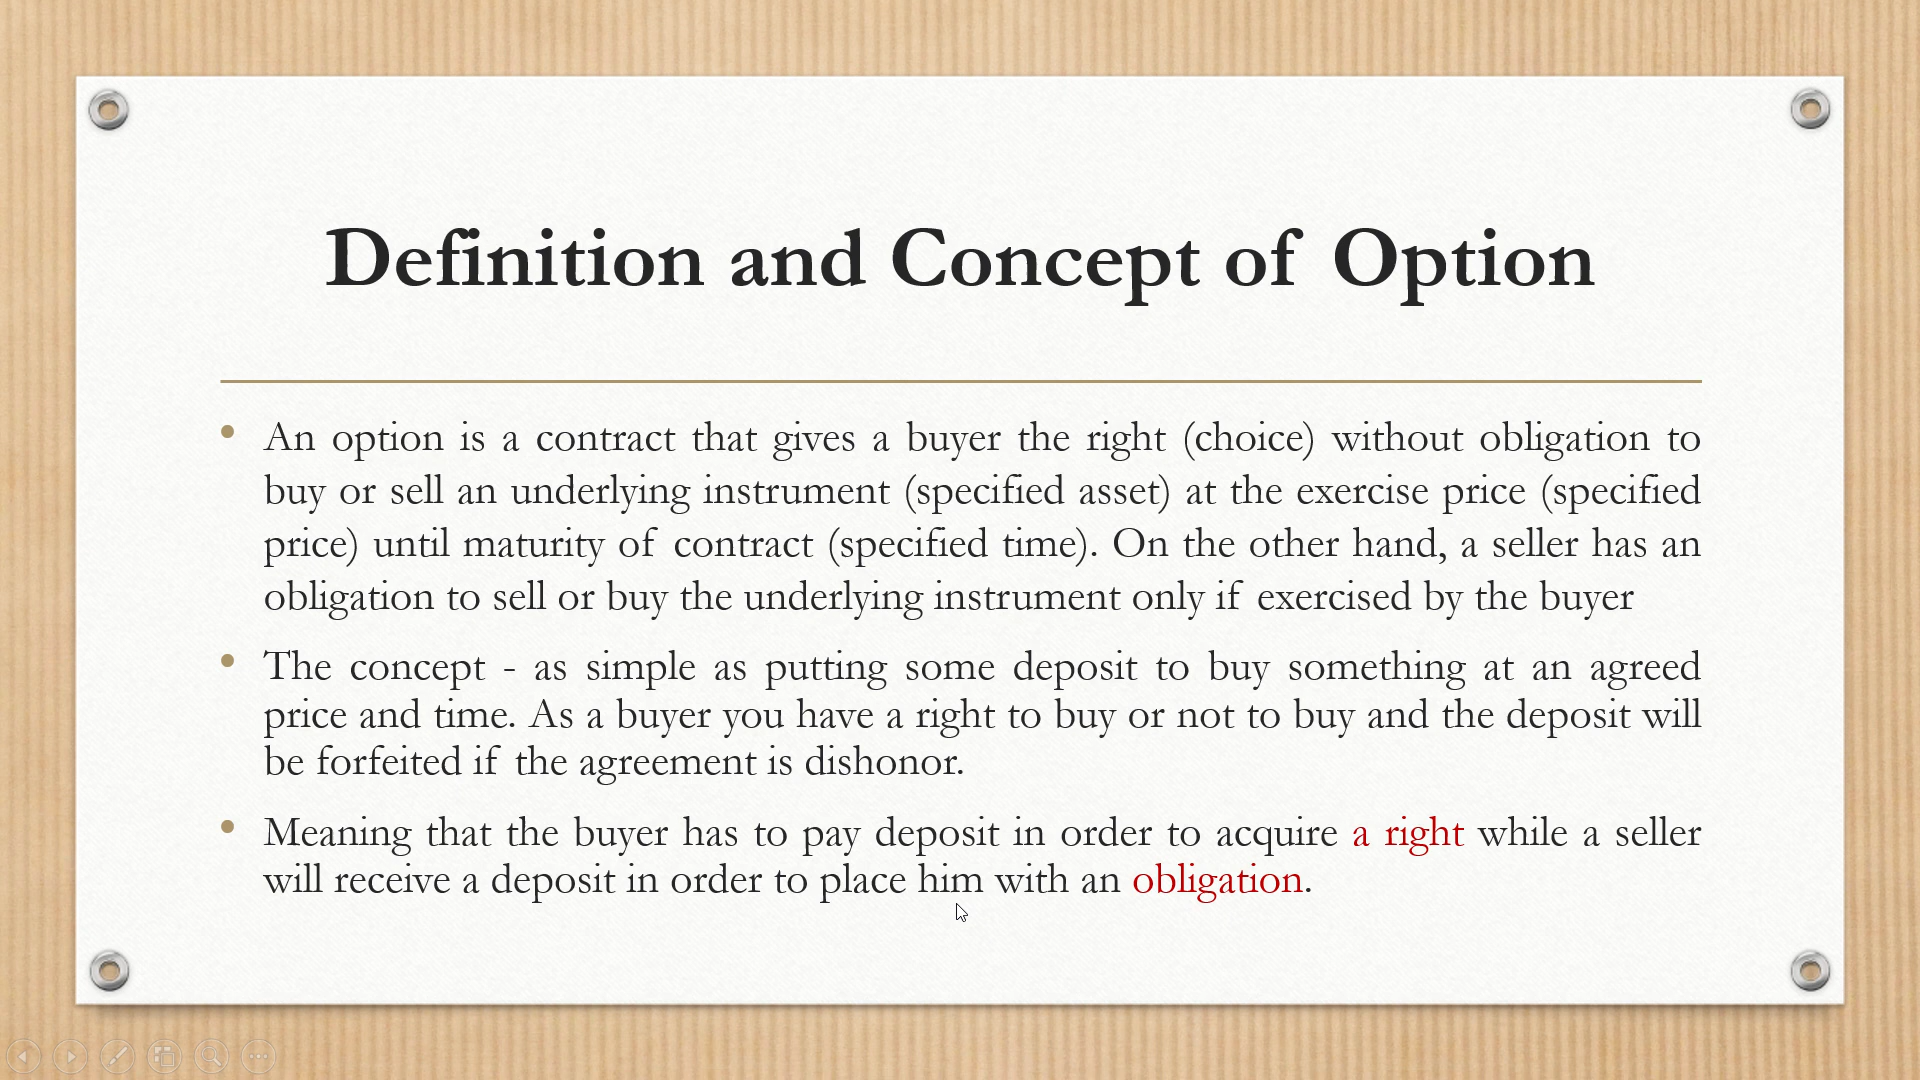 Definition and Concept of Option
• An option is a contract that gives a buyer the right (choice) without obligation to
buy or sell an underlying instrument (specified asset) at the exercise price (specified
price) until maturity of contract (specified time). On the other hand, a seller has an
obligation to sell or buy the underlying instrument only if exercised by the buyer
• The concept - as simple as putting some deposit to buy something at an agreed
price and time. As a buyer you have a right to buy or not to buy and the deposit will
be forfeited if the agreement is dishonor.
• Meaning that the buyer has to pay deposit in order to acquire a right while a seller
will receive a deposit in order to place him with an obligation.